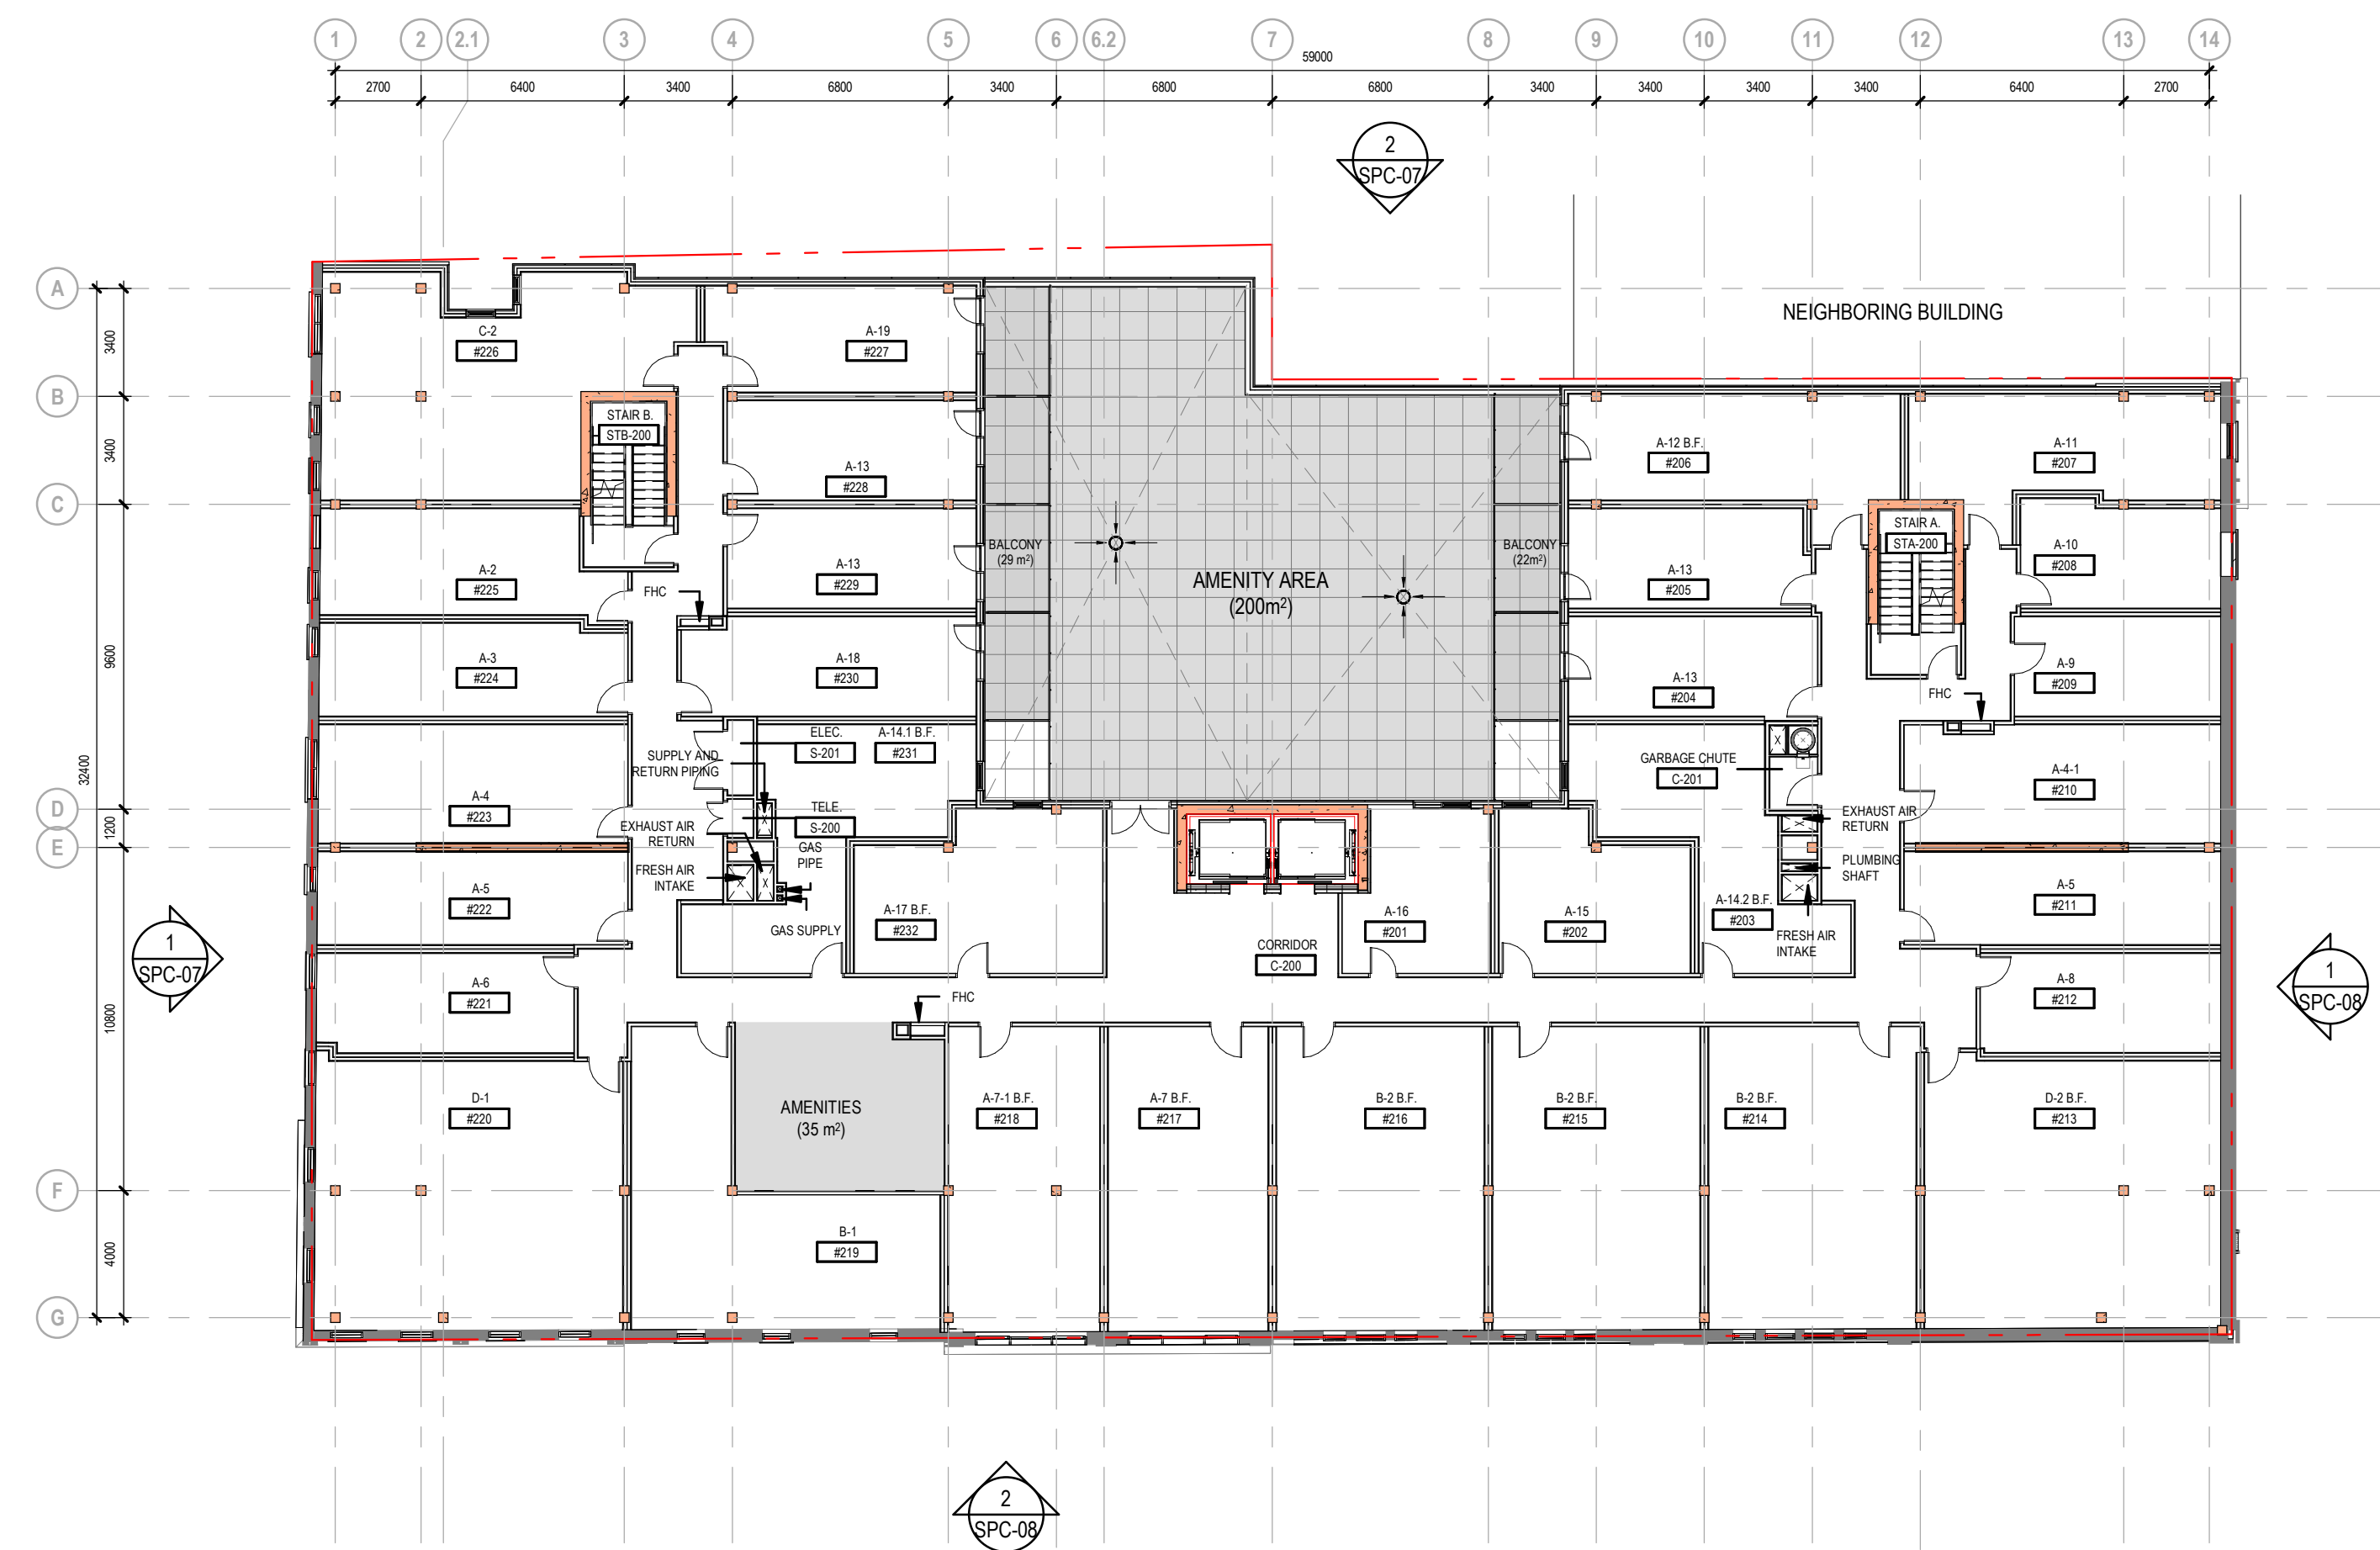 1 2 2.1 3 4 5 6 6.2 7 8 9 10 11 12 13 14
59000
2700 6400 3400 6800 3400 6800 6800 3400 3400 3400 3400 6400 2700
2
SPC-07
A
B
C
D
E
F
G
3400
3400
9600
1200
10800
4000
32400
NEIGHBORING BUILDING
C-2
#226
A-19
#227
STAIR B.
STB-200
A-13
#228
A-12 B.F.
#206
A-11
#207
A-2
#225
FHC
A-13
#229
BALCONY
(29 m²)
AMENITY AREA
(200m²)
BALCONY
(22m²)
A-13
#205
STAIR A.
STA-200
A-10
#208
A-3
#224
A-18
#230
A-13
#204
FHC
A-9
#209
SUPPLY AND
RETURN PIPING
ELEC.
S-201
A-14.1 B.F.
#231
GARBAGE CHUTE
C-201
A-4-1
#210
A-4
#223
TELE.
S-200
EXHAUST AIR
RETURN
GAS
PIPE
EXHAUST AIR
RETURN
FRESH AIR
INTAKE
PLUMBING
SHAFT
A-5
#222
GAS SUPPLY
A-17 B.F.
#232
A-16
#201
A-15
#202
A-14.2 B.F.
#203
FRESH AIR
INTAKE
A-5
#211
CORRIDOR
C-200
1
SPC-07
1
SPC-08
A-6
#221
FHC
A-8
#212
D-1
#220
AMENITIES
(35 m²)
A-7-1 B.F.
#218
A-7 B.F.
#217
B-2 B.F.
#216
B-2 B.F.
#215
B-2 B.F.
#214
D-2 B.F.
#213
B-1
#219
2
SPC-08